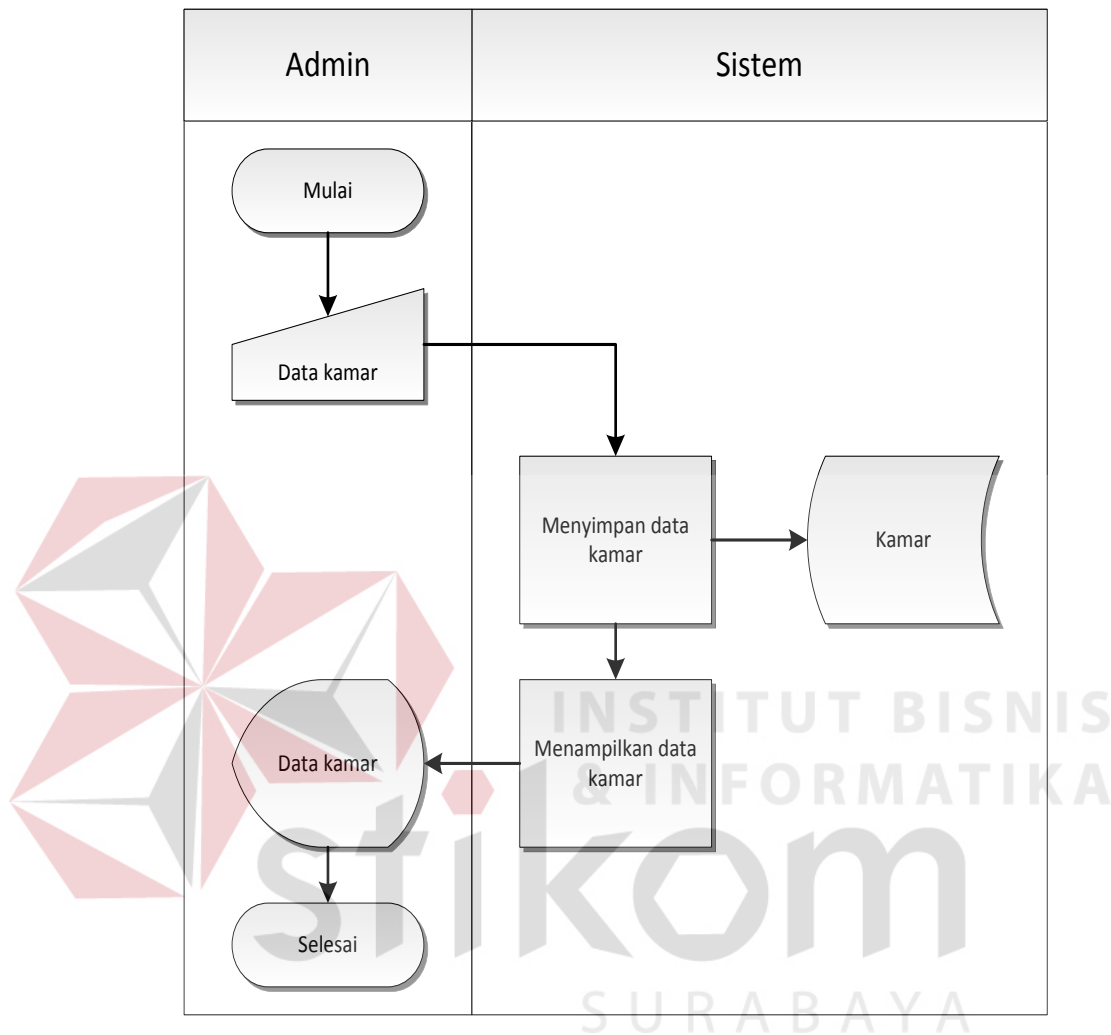 Admin
Sistem
Mulai
Data kamar
Menyimpan data
kamar
Kamar
Menampilkan data
kamar
Data kamar
Selesai
INSTITUT BISNIS
& INFORMATIKA
stikom
SURABAYA